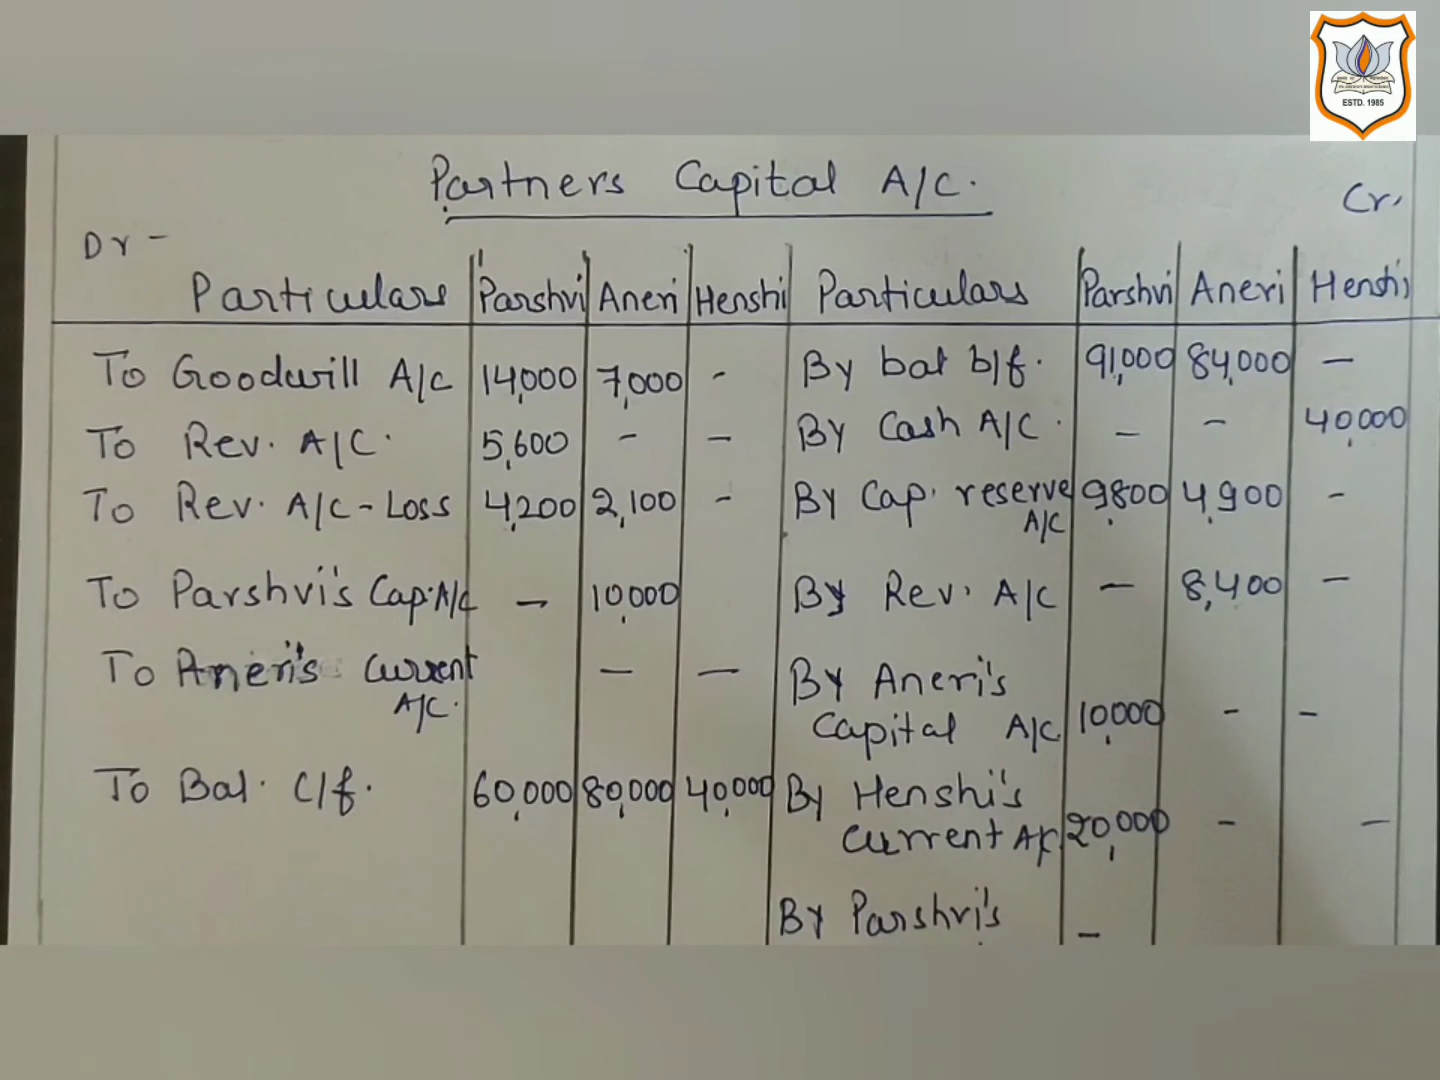 ESTD. 1985
Partners Capital A/C.
Dr - Cr.
Particulars Parshvi Aneri Henshi Particulars Parshvi Aneri Henshi
To Goodwill A/C 14,000 7,000 - By bal b/f. 91,000 84,000 -
To Rev. A/C. 5,600 - - By Cash A/C. - - 40,000
To Rev. A/C - Loss 4,200 2,100 - By Cap. reserve A/C 9800 4,900 -
To Parshvi's Cap. A/C - 10,000 By Rev. A/C - 8,400 -
To Aneri's Current A/C. - - By Aneri's
Capital A/C 10,000 - -
To Bal. C/f. 60,000 80,000 40,000 By Henshi's
Current A/C 20,000 - -
By Parshvi's -